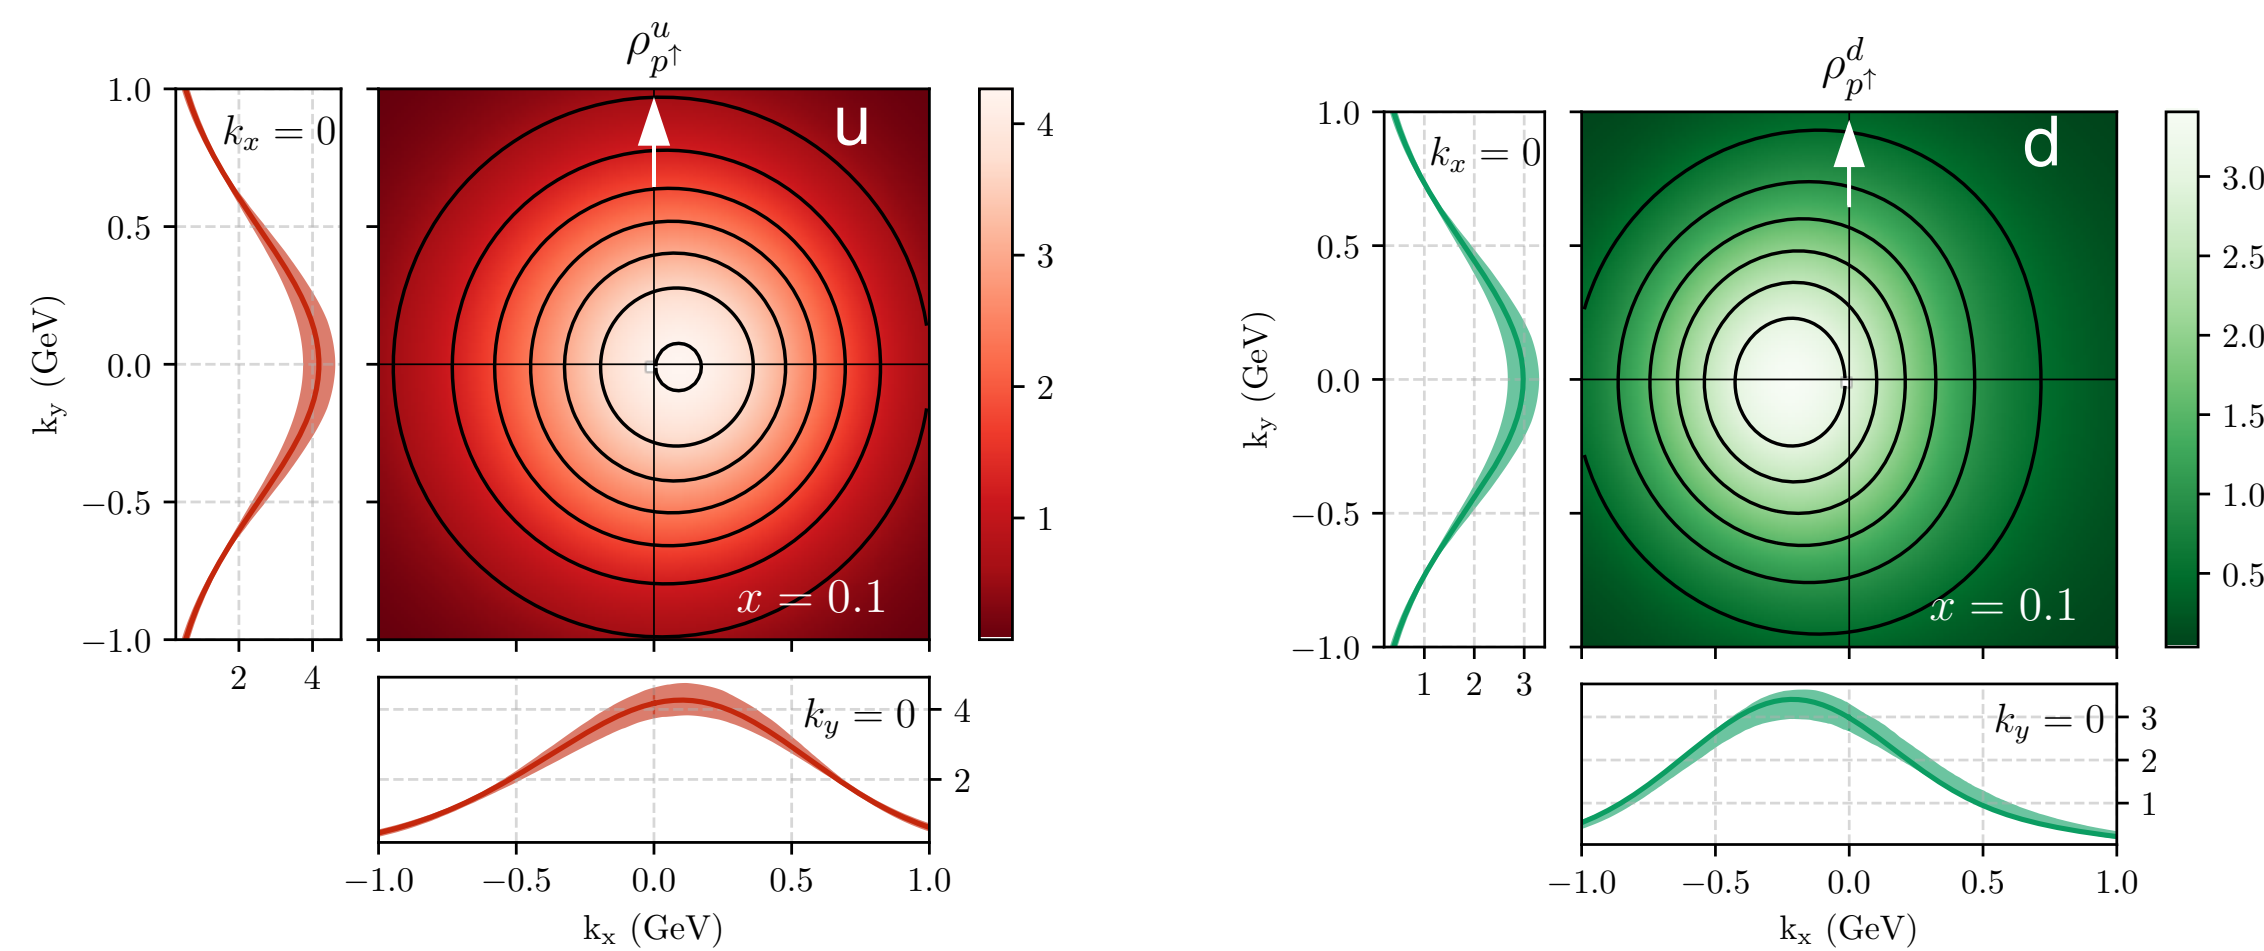 ρ^u_{p^↑}
u
k_x = 0
x = 0.1
k_y = 0
k_y (GeV)
1.0
0.5
0.0
−0.5
−1.0
2 4
4
3
2
1
4
2
−1.0 −0.5 0.0 0.5 1.0
k_x (GeV)
ρ^d_{p^↑}
d
k_x = 0
x = 0.1
k_y = 0
k_y (GeV)
1.0
0.5
0.0
−0.5
−1.0
1 2 3
3.0
2.5
2.0
1.5
1.0
0.5
3
2
1
−1.0 −0.5 0.0 0.5 1.0
k_x (GeV)